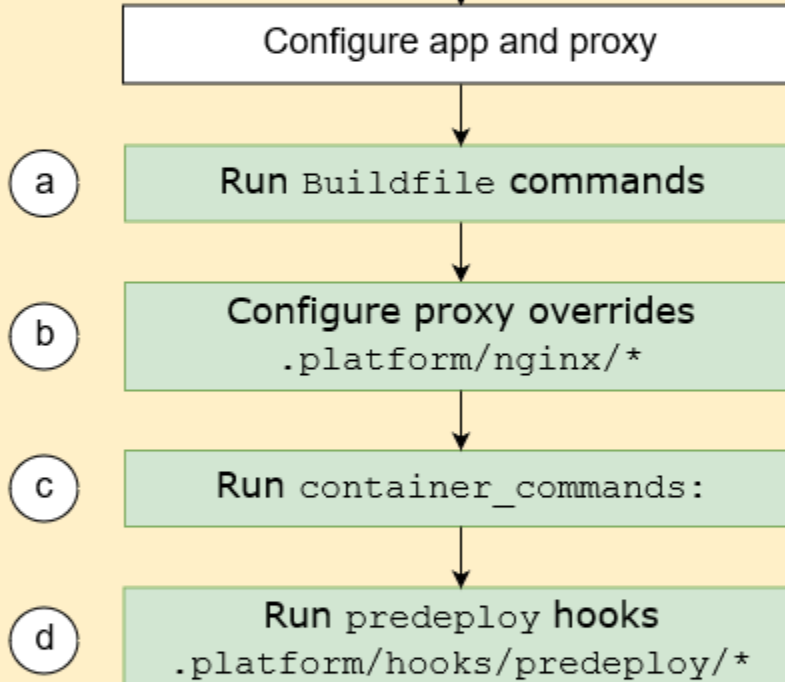 Configure app and proxy
a
Run Buildfile commands
b
Configure proxy overrides
.platform/nginx/*
c
Run container_commands:
d
Run predeploy hooks
.platform/hooks/predeploy/*